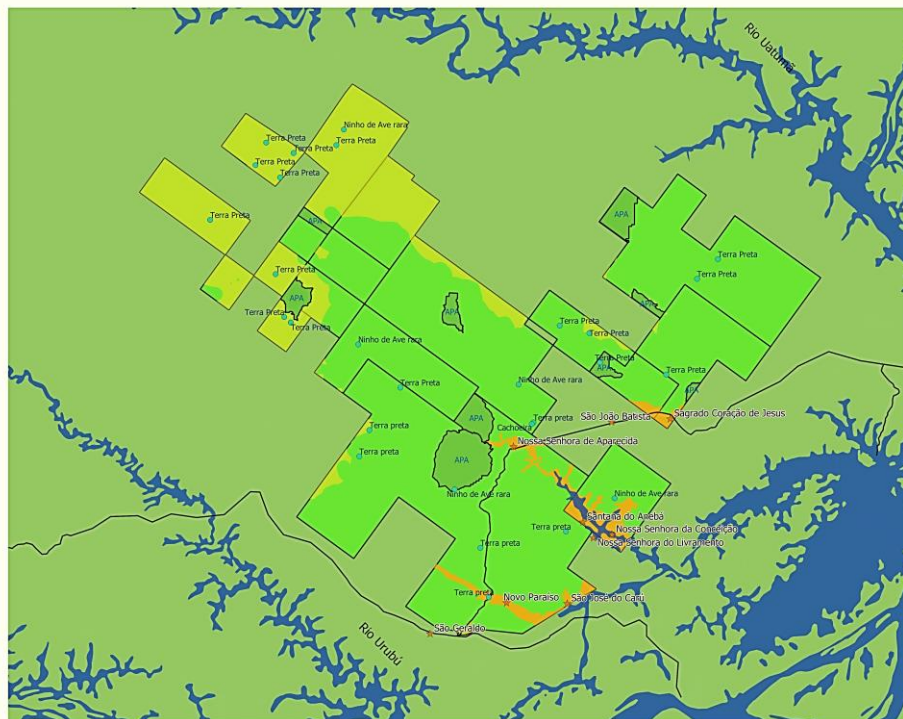 Rio Uatumã
Ninho de Ave rara
Terra Preta
Terra Preta
Terra Preta
Terra Preta
Terra Preta
Terra Preta
APA
APA
Terra Preta
Terra Preta
Terra Preta
APA
Terra Preta
Terra Preta
APA
APA
Terra Preta
Terra Preta
Ninho de Ave rara
Terra Preta
APA
Terra Preta
Ninho de Ave rara
APA
São João Batista
Sagrado Coração de Jesus
APA
Terra preta
Cachoeira
Terra preta
Nossa Senhora de Aparecida
Terra preta
APA
Ninho de Ave rara
Ninho de Ave rara
Santana do Anebá
Terra preta
Nossa Senhora da Conceição
Nossa Senhora do Livramento
Terra preta
Terra preta
Novo Paraíso
São José do Carú
São Geraldo
Rio Urubú